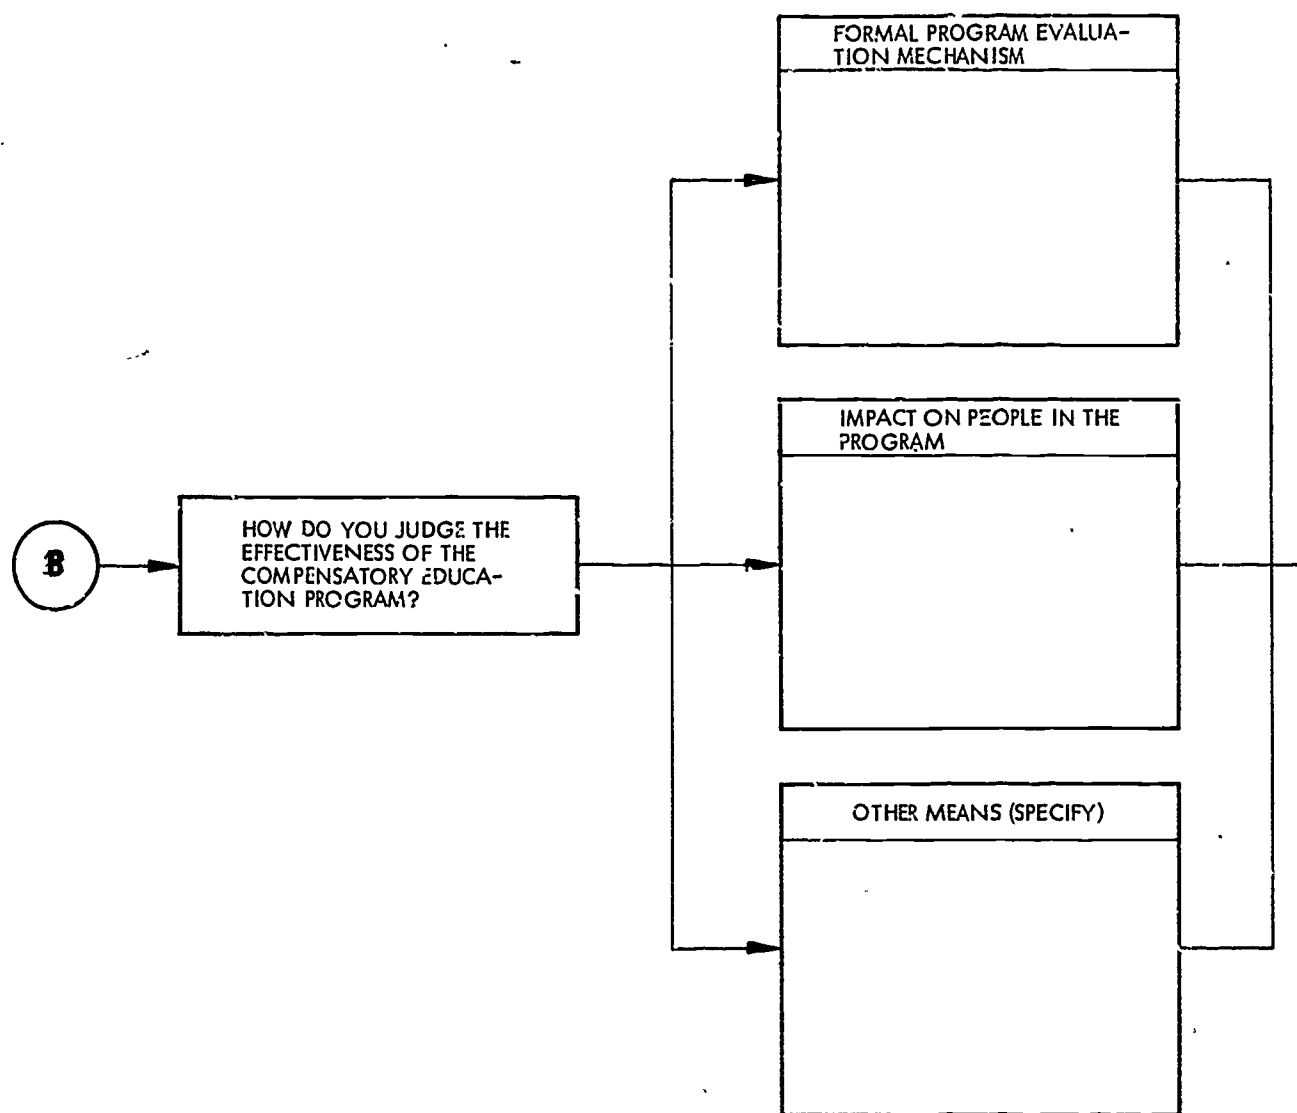 FORMAL PROGRAM EVALUA-
TION MECHANISM
IMPACT ON PEOPLE IN THE
PROGRAM
B
HOW DO YOU JUDGE THE
EFFECTIVENESS OF THE
COMPENSATORY EDUCA-
TION PROGRAM?
OTHER MEANS (SPECIFY)